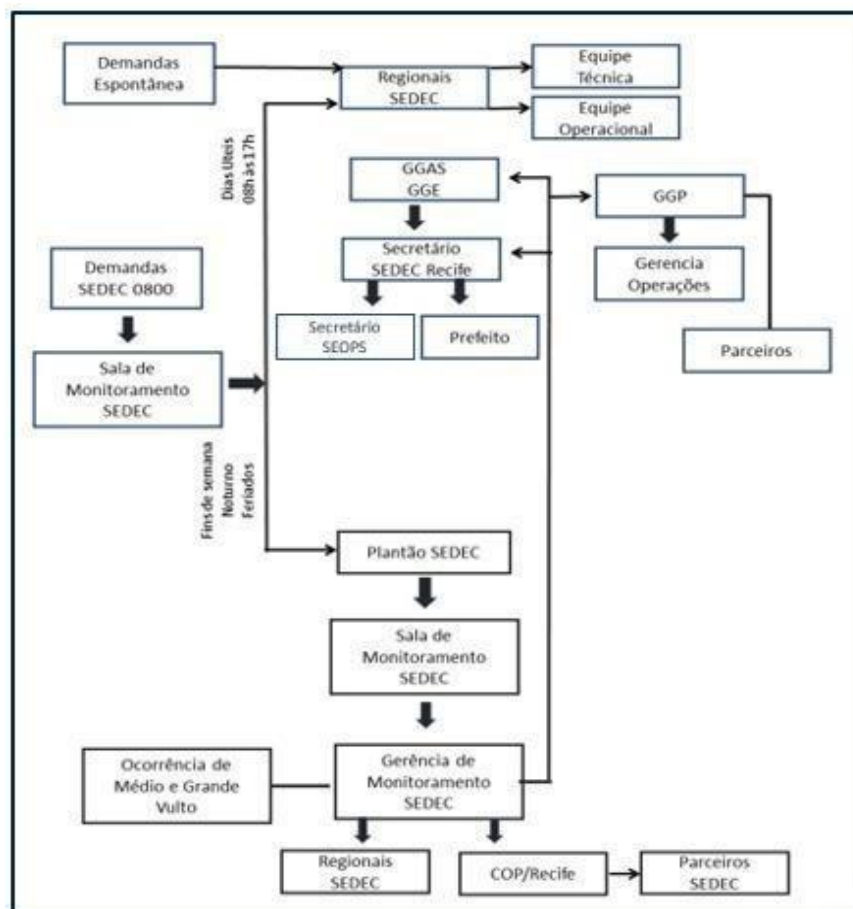 Demandas
Espontânea
Regionais
SEDEC
Equipe
Técnica
Equipe
Operacional
Dias Uteis
08h às 17h
GGAS
GGE
GGP
Secretário
SEDEC Recife
Gerencia
Operações
Demandas
SEDEC 0800
Secretário
SEOPS
Prefeito
Parceiros
Sala de
Monitoramento
SEDEC
Fins de semana
Noturno
Feriados
Plantão SEDEC
Sala de
Monitoramento
SEDEC
Ocorrência de
Médio e Grande
Vulto
Gerência de
Monitoramento
SEDEC
Regionais
SEDEC
COP/Recife
Parceiros
SEDEC